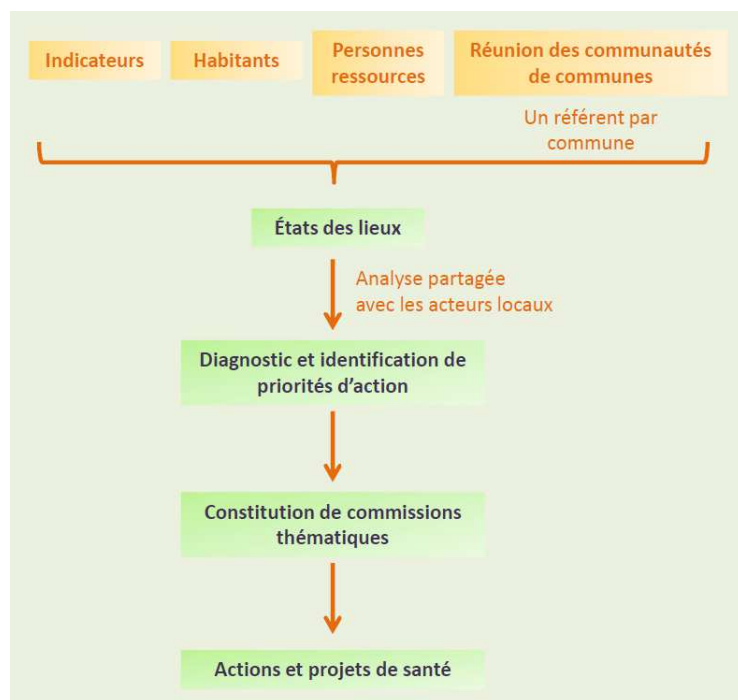 Indicateurs
Habitants
Personnes
ressources
Réunion des communautés
de communes
Un référent par
commune
États des lieux
Analyse partagée
avec les acteurs locaux
Diagnostic et identification de
priorités d’action
Constitution de commissions
thématiques
Actions et projets de santé